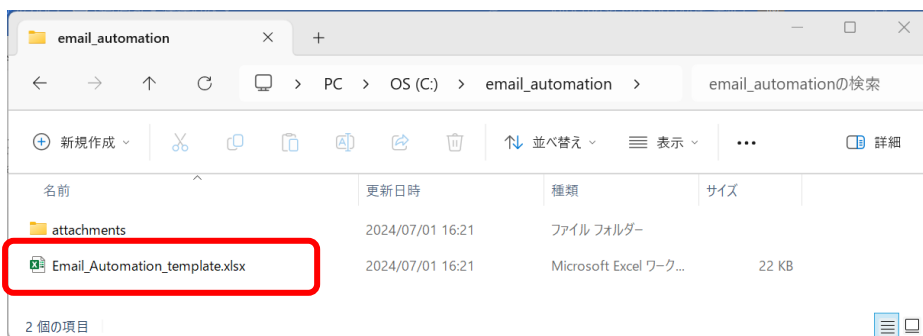 email_automation
PC > OS (C:) > email_automation > email_automationの検索
新規作成 並べ替え 表示 ... 詳細
名前 更新日時 種類 サイズ
attachments 2024/07/01 16:21 ファイル フォルダー
Email_Automation_template.xlsx 2024/07/01 16:21 Microsoft Excel ワーク... 22 KB
2 個の項目